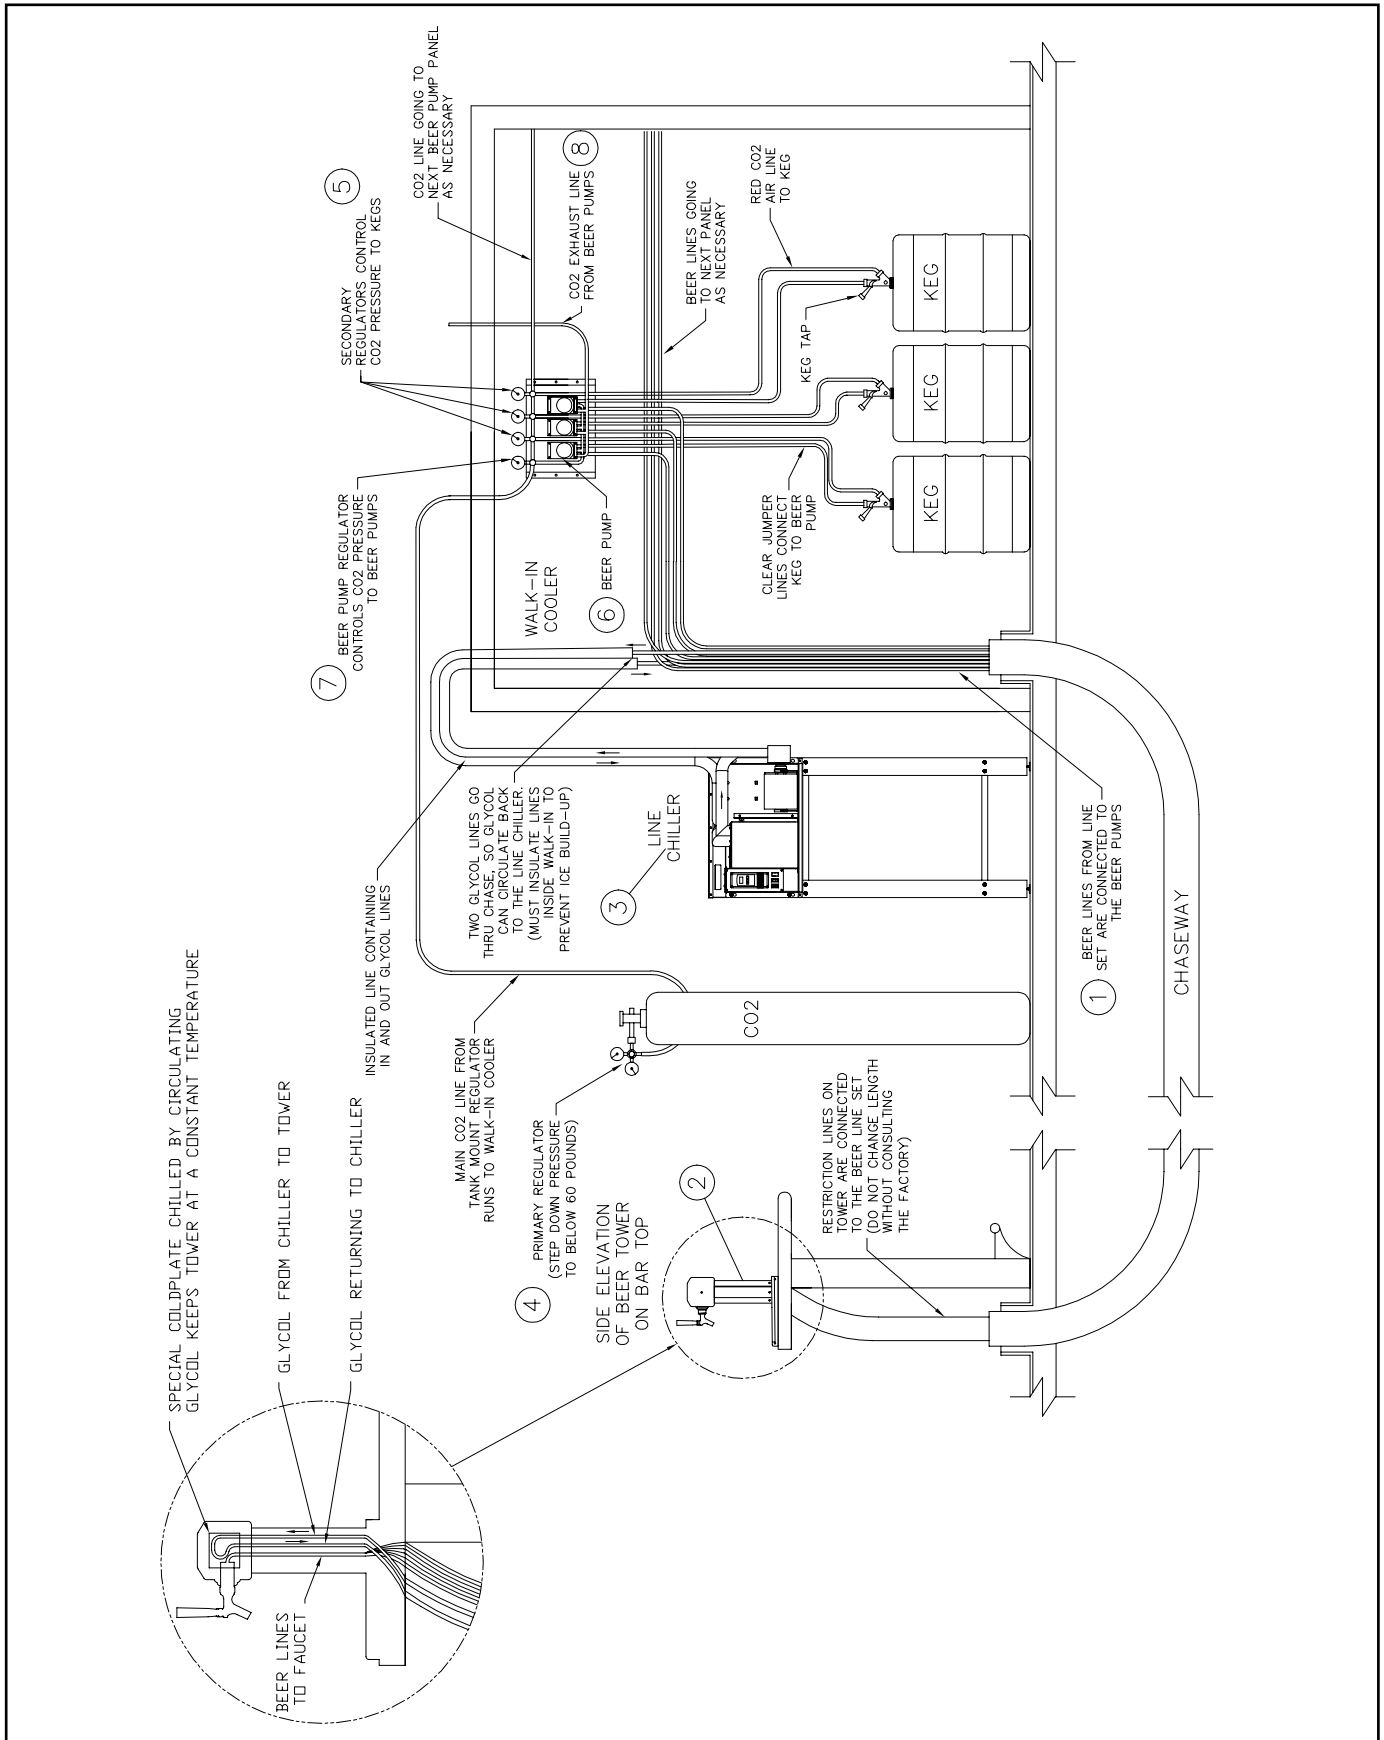 SPECIAL COLDPLATE CHILLED BY CIRCULATING
GLYCOL KEEPS TOWER AT A CONSTANT TEMPERATURE
GLYCOL FROM CHILLER TO TOWER
GLYCOL RETURNING TO CHILLER
BEER LINES
TO FAUCET
INSULATED LINE CONTAINING
IN AND OUT GLYCOL LINES
7
BEER PUMP REGULATOR
CONTROLS CO2 PRESSURE
TO BEER PUMPS
SECONDARY
REGULATORS CONTROL
CO2 PRESSURE TO KEGS
5
CO2 LINE GOING TO
NEXT BEER PUMP PANEL
AS NECESSARY
MAIN CO2 LINE FROM
TANK MOUNT REGULATOR
RUNS TO WALK-IN COOLER
TWO GLYCOL LINES GO
THRU CHASE, SO GLYCOL
CAN CIRCULATE BACK
TO THE LINE CHILLER.
(MUST INSULATE LINES
INSIDE WALK-IN TO
PREVENT ICE BUILD-UP)
WALK-IN
COOLER
6
BEER PUMP
CO2 EXHAUST LINE
FROM BEER PUMPS
8
4
PRIMARY REGULATOR
(STEP DOWN PRESSURE
TO BELOW 60 POUNDS)
SIDE ELEVATION
OF BEER TOWER
ON BAR TOP
2
3
LINE
CHILLER
BEER LINES GOING
TO NEXT PANEL
AS NECESSARY
CO2
CLEAR JUMPER
LINES CONNECT
KEG TO BEER
PUMP
KEG TAP
RED CO2
AIR LINE
TO KEG
RESTRICTION LINES ON
TOWER ARE CONNECTED
TO THE BEER LINE SET
(DO NOT CHANGE LENGTH
WITHOUT CONSULTING
THE FACTORY)
KEG
KEG
KEG
1
BEER LINES FROM LINE
SET ARE CONNECTED TO
THE BEER PUMPS
CHASEWAY